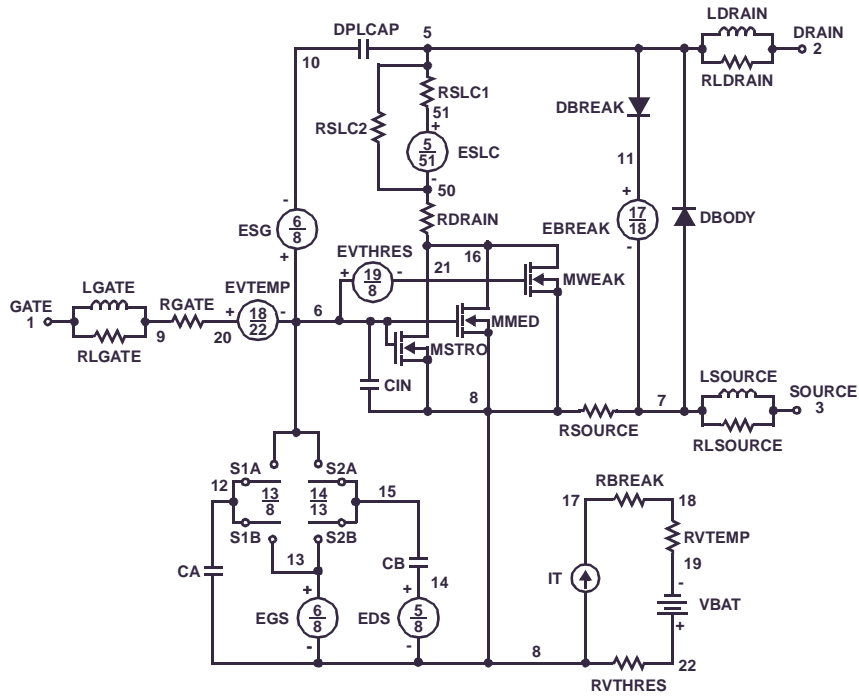 LDRAIN
DPLCAP 5 DRAIN
10 2
RLDRAIN
RSLC1
DBREAK
51
RSLC2 +
5
51
ESLC
11
-
- 50 +
17
18
6
8
ESG RDRAIN EBREAK DBODY
EVTHRES 16 -
+ 19
8
- 21 MWEAK
LGATE EVTEMP
GATE RGATE + 18
22
- 6 MMED
1 9 20 MSTRO
RLGATE
LSOURCE
CIN 8 7 SOURCE
3
RSOURCE
RLSOURCE
S1A S2A
12 13
8
14
13
15
S1B S2B
RBREAK
17 18
13
CA CB RVTEMP
+ + 14 IT 19
-
EGS 6
8
EDS 5
8
VBAT
- - +
8 22
RVTHRES